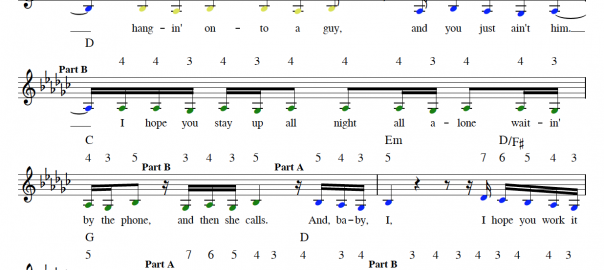 hang - in' on - to a guy, and you just ain't him.
D
4 4 3 4 3 4 3 4 3 4 4 3
Part B
I hope you stay up all night all a - lone wait - in'
C Em D/F#
4 3 5 3 4 3 5 5 4 3 5 3 4 3 4 7 6 5 4 3
Part B Part A
by the phone, and then she calls. And, ba - by, I, I hope you work it
G D
5 7 6 5 4 3 4 3 4 3 4 3 4 3 4 3
Part A Part B